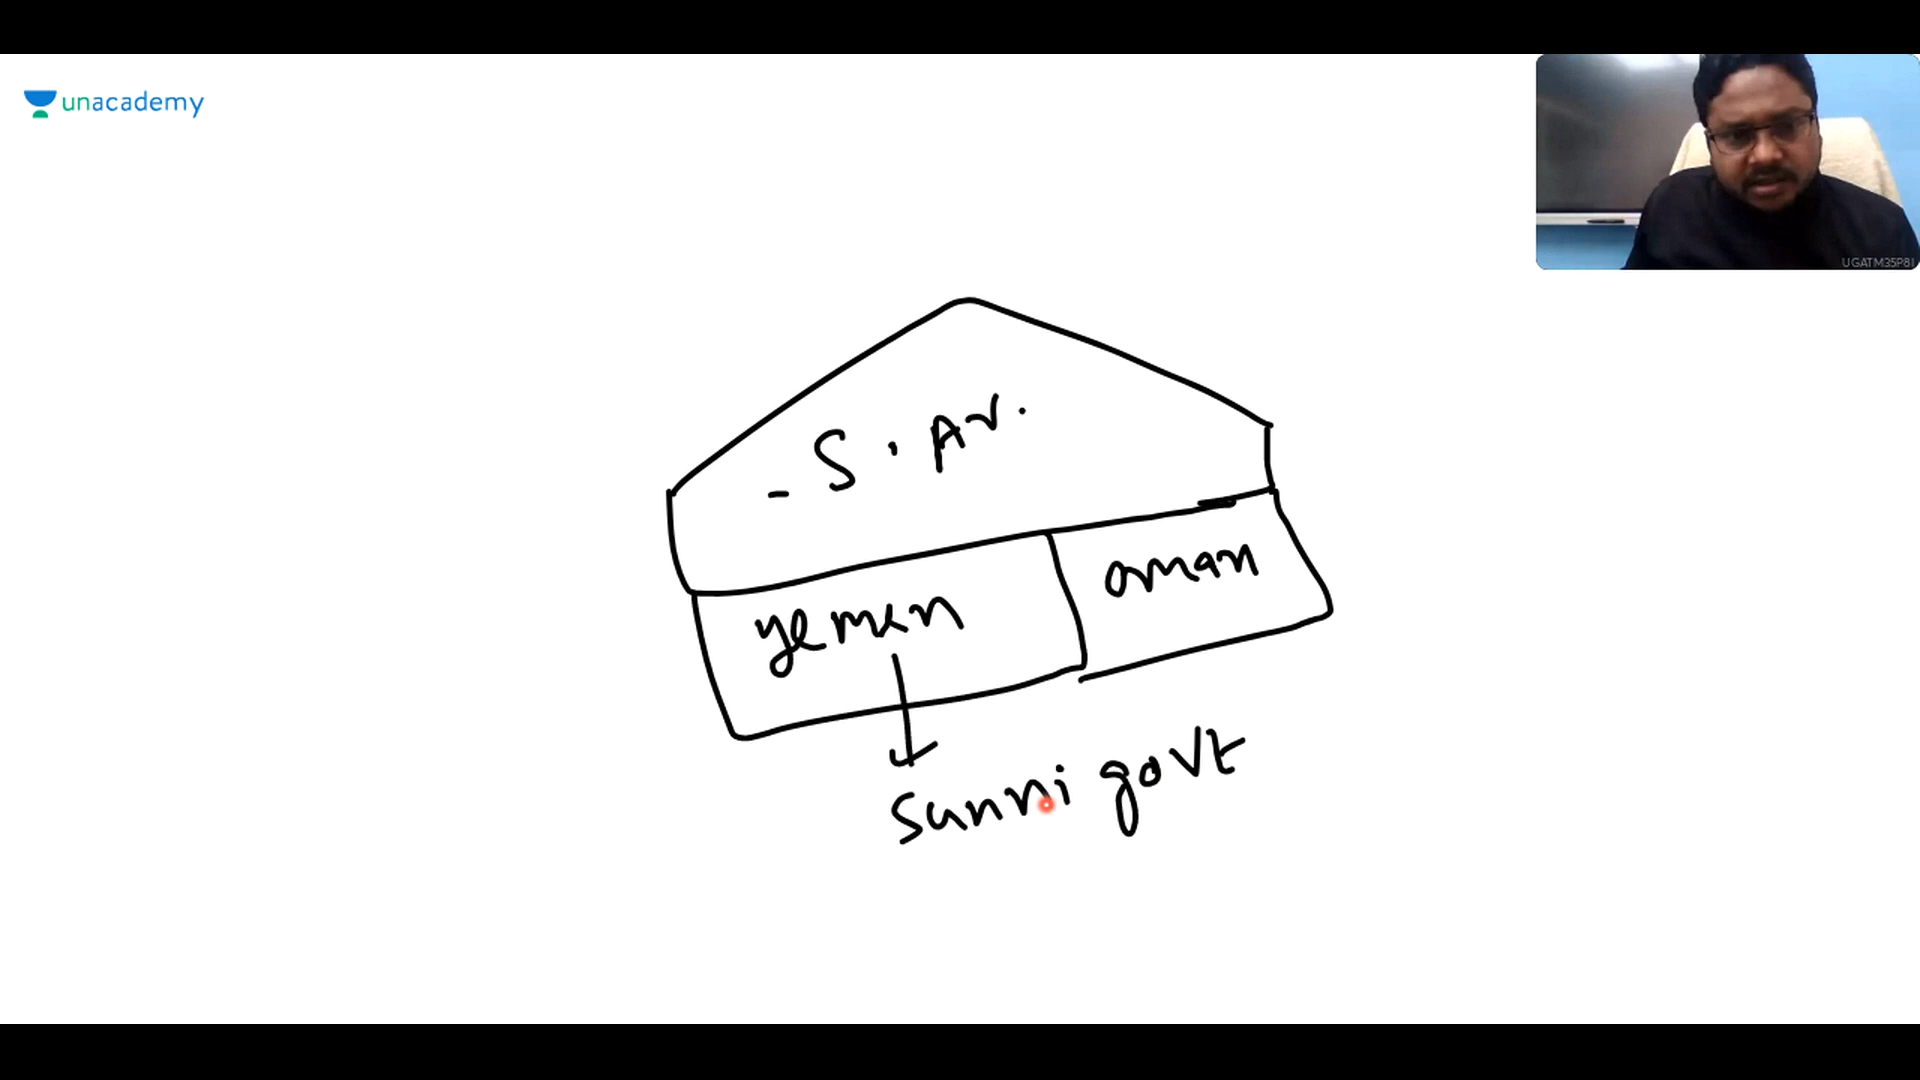 unacademy
UGATM35P8I
- S. Ar.
yemen
oman
Sunni govt